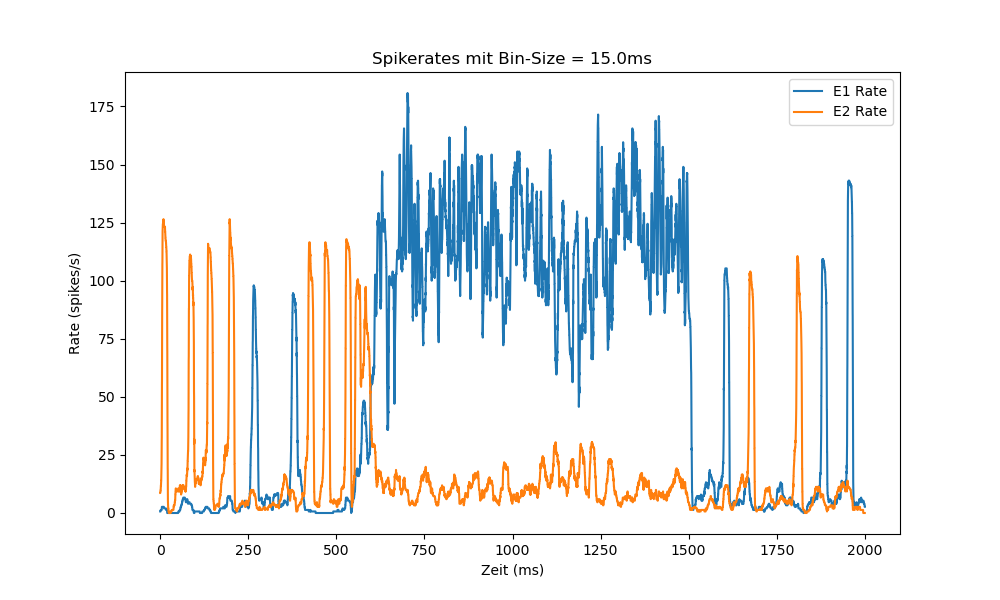 Spikerates mit Bin-Size = 15.0ms
E1 Rate
E2 Rate
175
150
125
100
75
50
25
0
Rate (spikes/s)
0 250 500 750 1000 1250 1500 1750 2000
Zeit (ms)